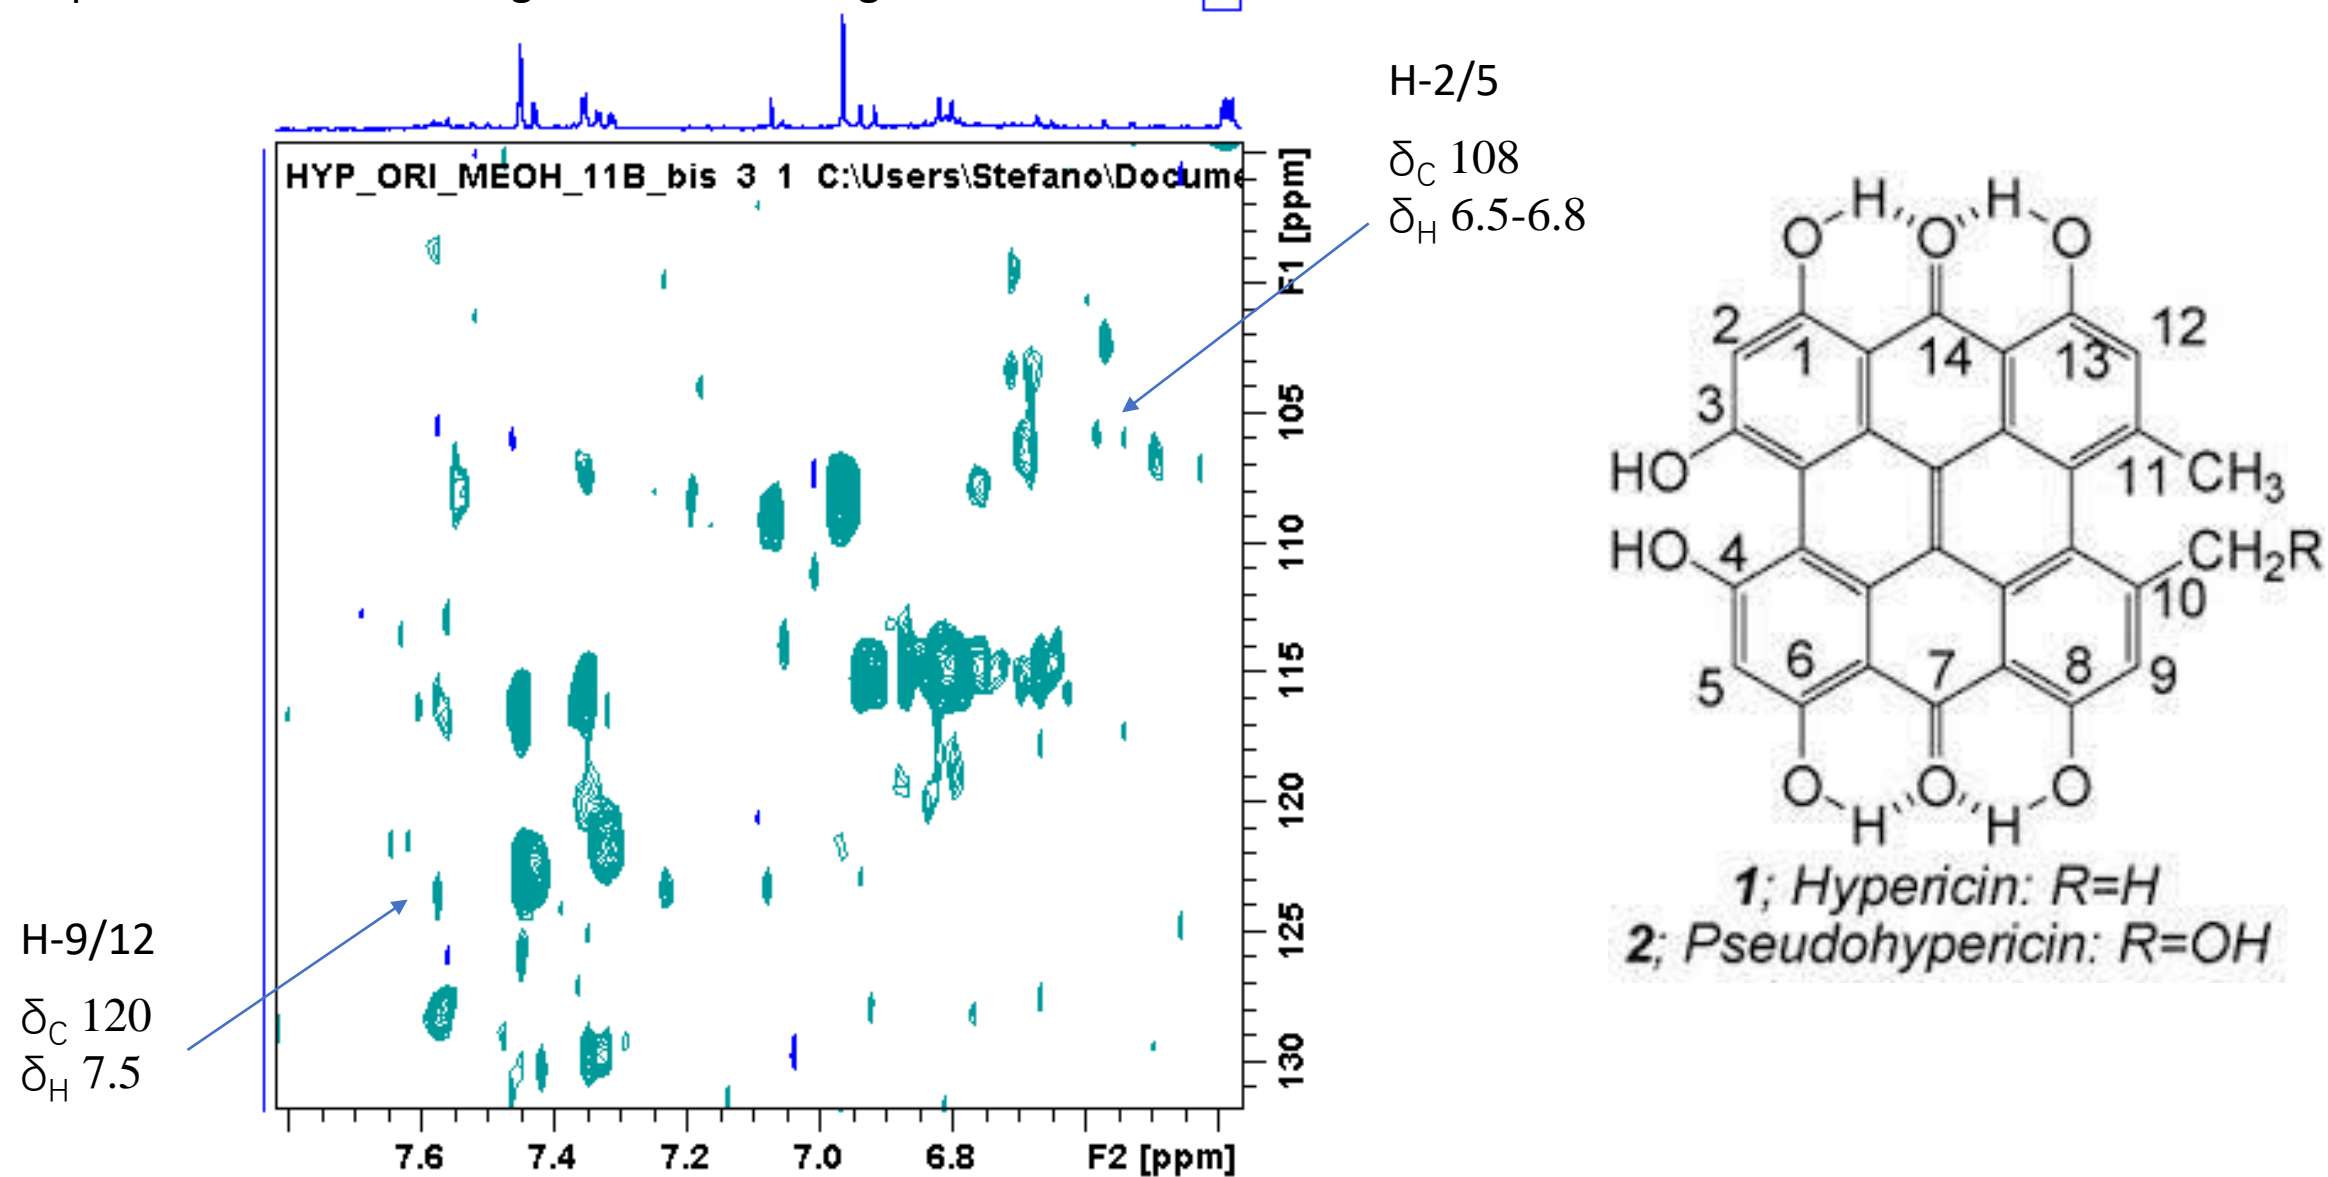 HYP_ORI_MEOH_11B_bis 3 1 C:\Users\Stefano\Docume
F1 [ppm]
105
110
115
120
125
130
7.6 7.4 7.2 7.0 6.8 F2 [ppm]
H-2/5
δC 108
δH 6.5-6.8
H-9/12
δC 120
δH 7.5
H H
O O O
2 12
1 14 13
3
HO 11 CH3
HO 4 CH2R
10
6 7 8
5 9
O O O
H H
1; Hypericin: R=H
2; Pseudohypericin: R=OH